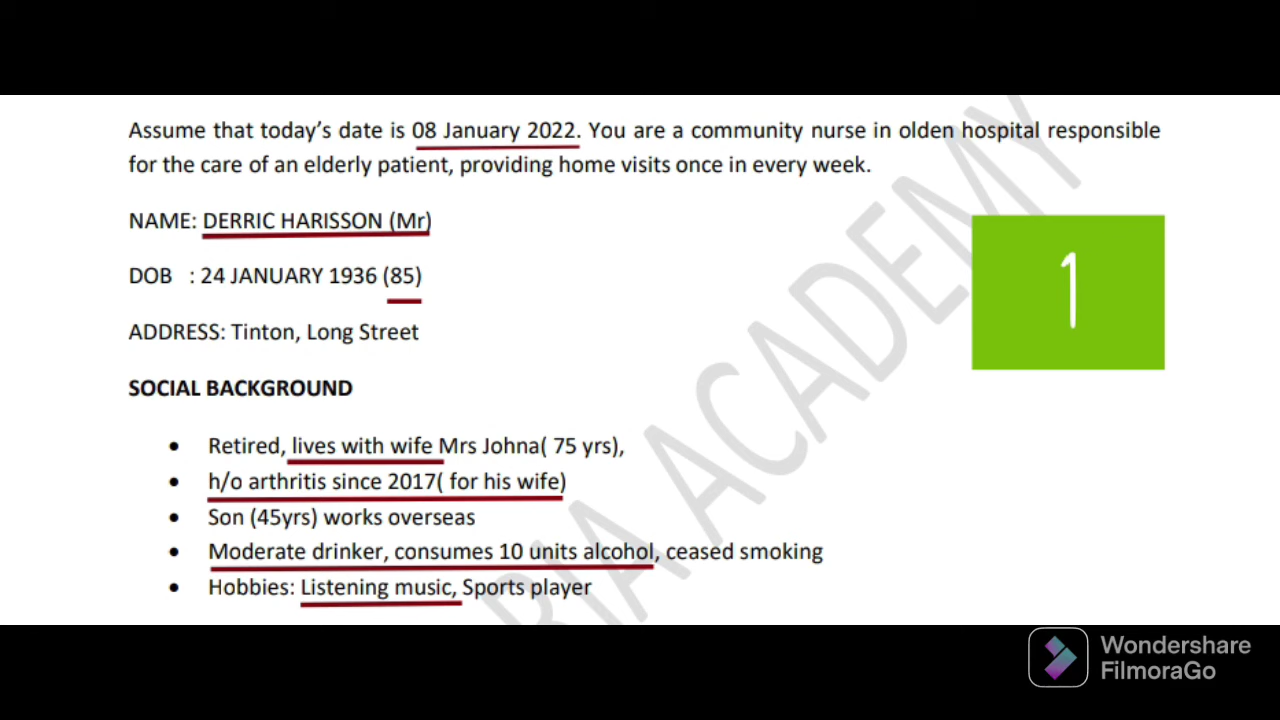 Assume that today's date is 08 January 2022. You are a community nurse in olden hospital responsible
for the care of an elderly patient, providing home visits once in every week.
NAME: DERRIC HARISSON (Mr)
DOB : 24 JANUARY 1936 (85)
1
ADDRESS: Tinton, Long Street
SOCIAL BACKGROUND
• Retired, lives with wife Mrs Johna( 75 yrs),
• h/o arthritis since 2017( for his wife)
• Son (45yrs) works overseas
• Moderate drinker, consumes 10 units alcohol, ceased smoking
• Hobbies: Listening music, Sports player
RIA ACADEMY
Wondershare
FilmoraGo